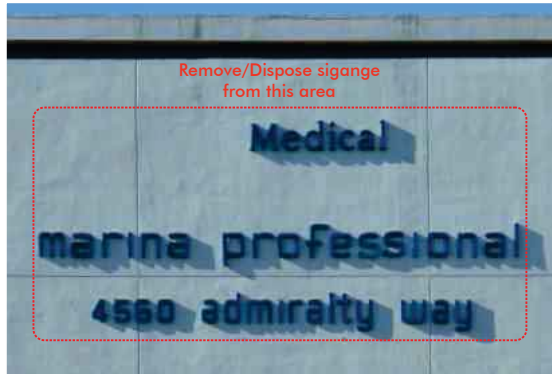 Remove/Dispose sigange
from this area
Medical
marina professional
4560 admiralty way